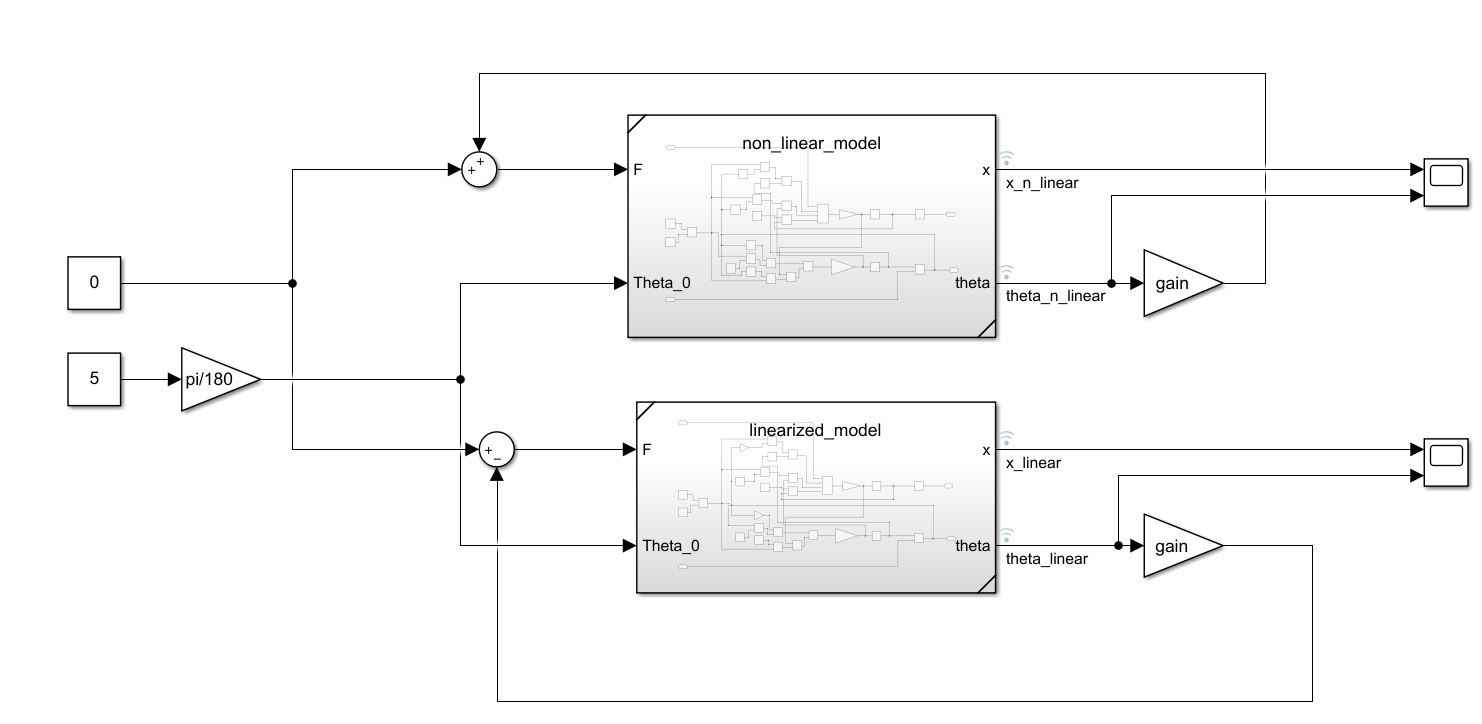 non_linear_model
+
+
F
x
x_n_linear
0
Theta_0
theta
gain
theta_n_linear
5
pi/180
linearized_model
+
_
F
x
x_linear
Theta_0
theta
gain
theta_linear